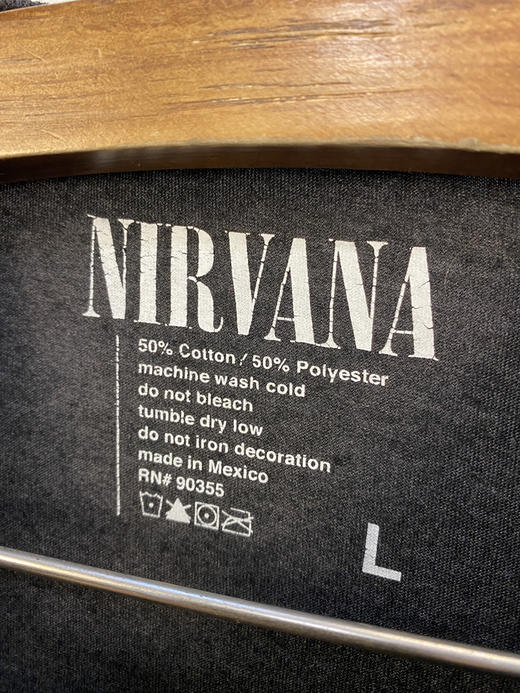 NIRVANA
50% Cotton / 50% Polyester
machine wash cold
do not bleach
tumble dry low
do not iron decoration
made in Mexico
RN# 90355
L